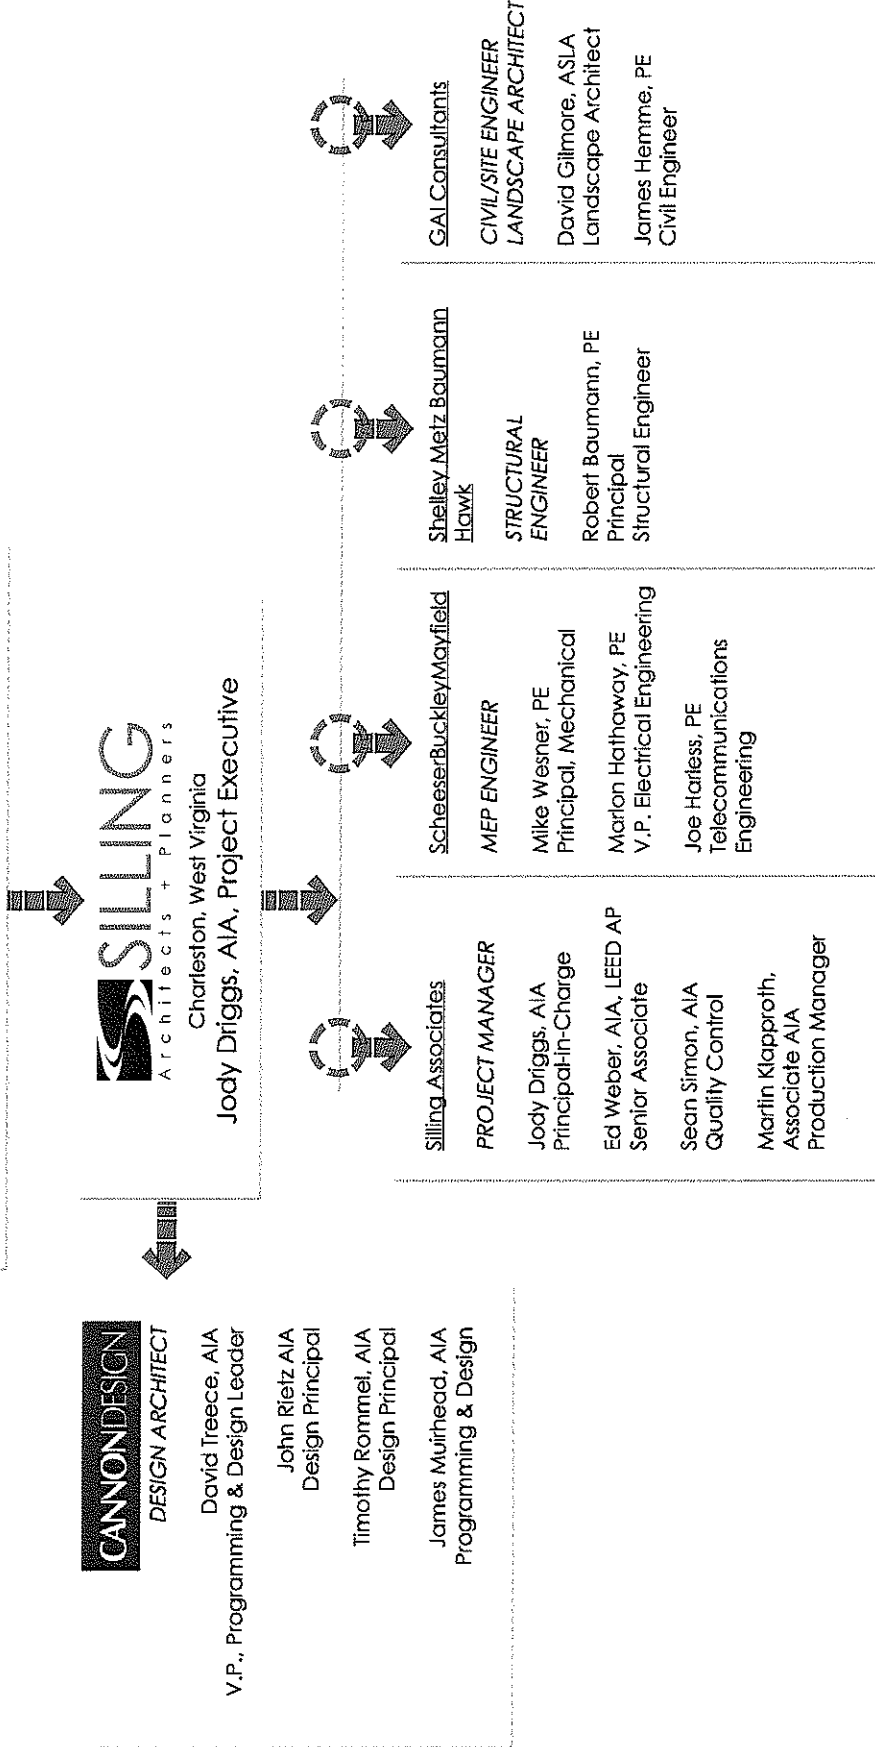 SILLING
Architects + Planners
Charleston, West Virginia
Jody Driggs, AIA, Project Executive
CANNONDESIGN
DESIGN ARCHITECT
David Treece, AIA
V.P., Programming & Design Leader
John Rietz AIA
Design Principal
Timothy Rommel, AIA
Design Principal
James Muirhead, AIA
Programming & Design
Silling Associates
PROJECT MANAGER
Jody Driggs, AIA
Principal-in-Charge
Ed Weber, AIA, LEED AP
Senior Associate
Sean Simon, AIA
Quality Control
Martin Klapproth,
Associate AIA
Production Manager
ScheeserBuckleyMayfield
MEP ENGINEER
Mike Wesner, PE
Principal, Mechanical
Marlon Hathaway, PE
V.P. Electrical Engineering
Joe Harless, PE
Telecommunications
Engineering
Shelley Metz Baumann
Hawk
STRUCTURAL
ENGINEER
Robert Baumann, PE
Principal
Structural Engineer
GAI Consultants
CIVIL/SITE ENGINEER
LANDSCAPE ARCHITECT
David Gilmore, ASLA
Landscape Architect
James Hemme, PE
Civil Engineer